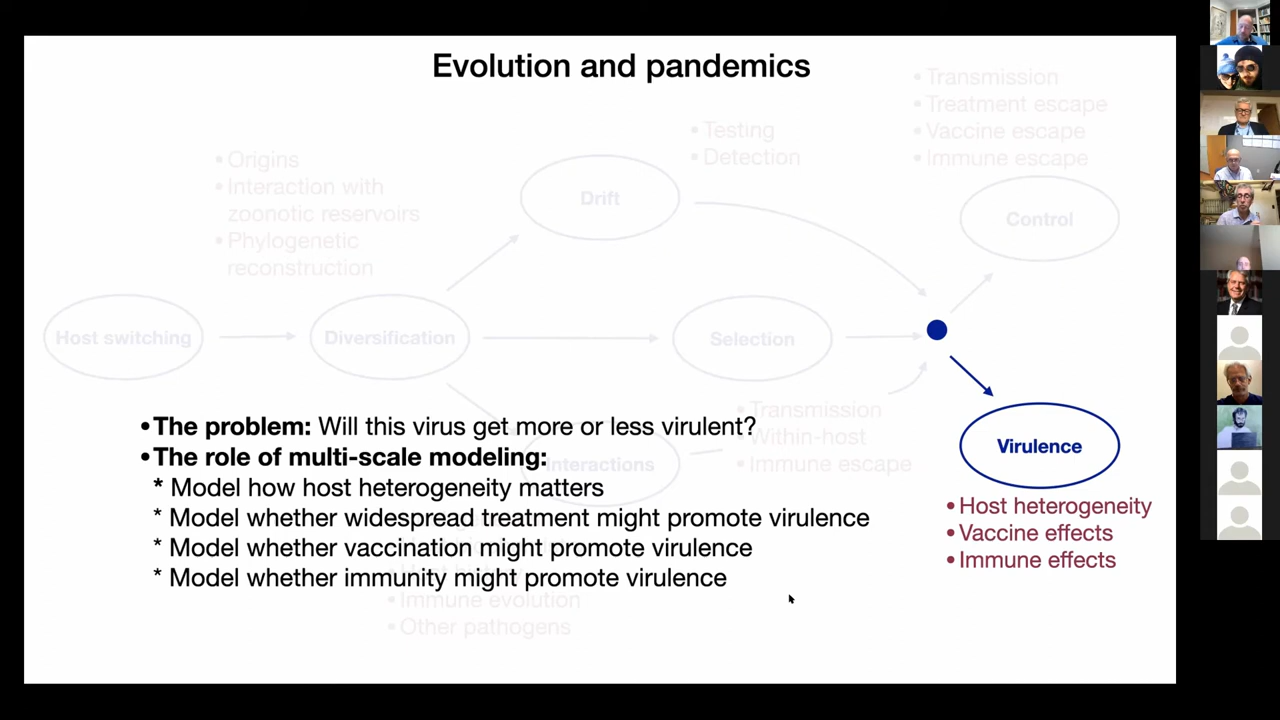 Evolution and pandemics
• Transmission
• Treatment escape
• Vaccine escape
• Immune escape
• Testing
• Detection
• Origins
• Interaction with
zoonotic reservoirs
• Phylogenetic
reconstruction
Drift
Control
Host switching
Diversification
Selection
• Transmission
• Within-host
• Immune escape
Interactions
• The problem: Will this virus get more or less virulent?
• The role of multi-scale modeling:
* Model how host heterogeneity matters
* Model whether widespread treatment might promote virulence
* Model whether vaccination might promote virulence
* Model whether immunity might promote virulence
Virulence
• Host heterogeneity
• Vaccine effects
• Immune effects
• Immune evolution
• Other pathogens